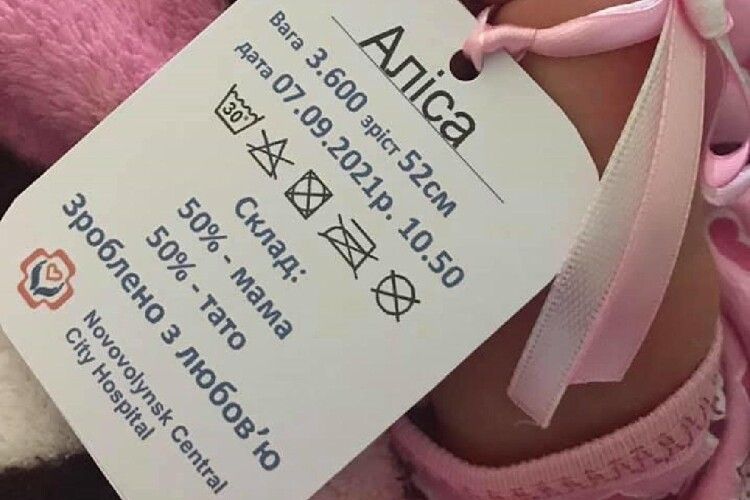 Аліса
Вага 3.600 зріст 52см
дата 07.09.2021р. 10.50
30°
Склад:
50% - мама
50% - тато
Зроблено з любов'ю
Novovolynsk Central
City Hospital